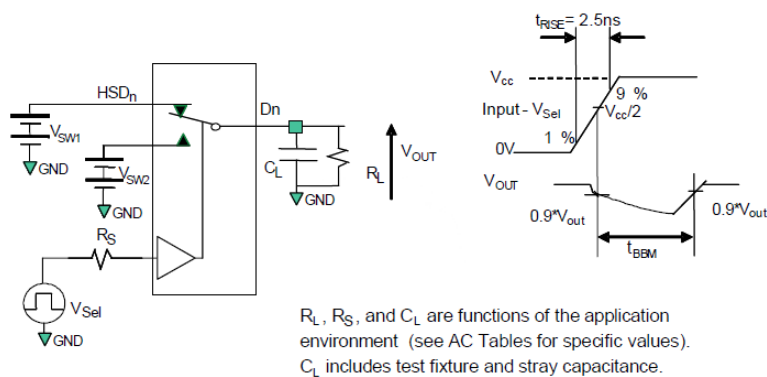 HSDn
VSW1
GND
VSW2
GND
Dn
CL
RL
VOUT
GND
RS
VSel
GND
tRISE= 2.5ns
Vcc
9 %
Input - VSel
Vcc/2
1 %
0V
VOUT
0.9*Vout
0.9*Vout
tBBM
RL, RS, and CL are functions of the application
environment (see AC Tables for specific values).
CL includes test fixture and stray capacitance.